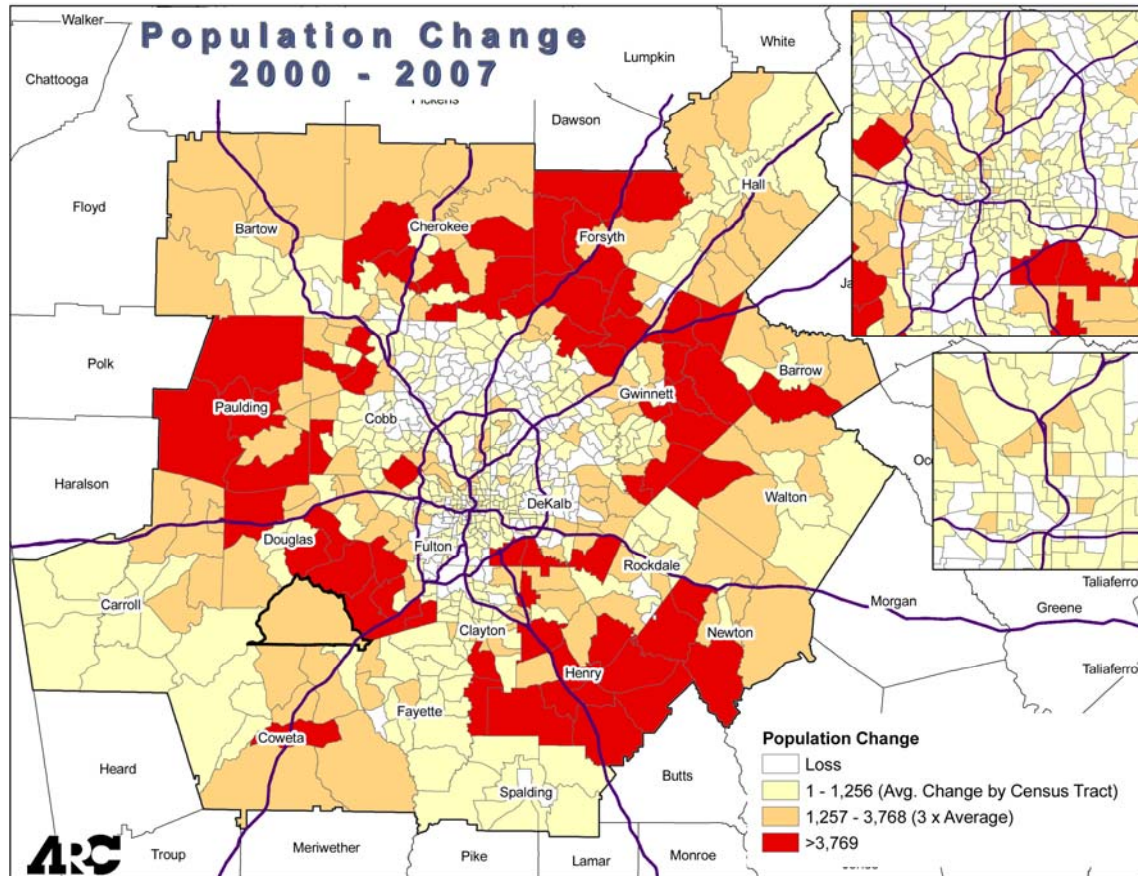 Population Change
2000 - 2007
Walker
Chattooga
Pickens
Lumpkin
White
Dawson
Floyd
Bartow
Cherokee
Forsyth
Hall
Polk
Paulding
Cobb
Gwinnett
Barrow
Haralson
Douglas
Fulton
DeKalb
Rockdale
Walton
Carroll
Clayton
Newton
Morgan
Greene
Taliaferro
Taliaferro
Henry
Fayette
Coweta
Heard
Spalding
Butts
Troup
Meriwether
Pike
Lamar
Monroe
ARC
Population Change
Loss
1 - 1,256 (Avg. Change by Census Tract)
1,257 - 3,768 (3 x Average)
>3,769